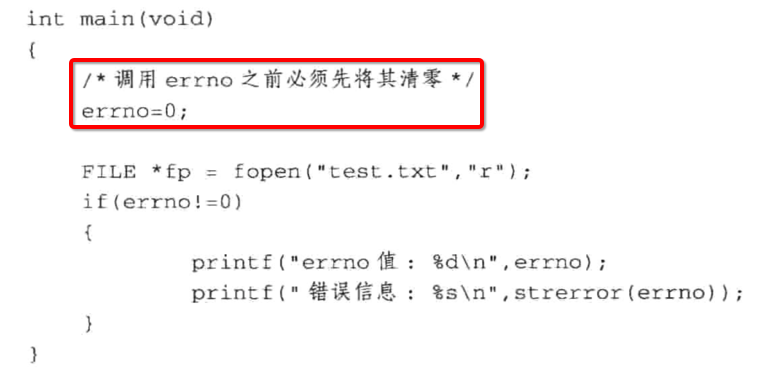 int main(void)
{
/* 调用 errno 之前必须先将其清零 */
errno=0;
FILE *fp = fopen("test.txt","r");
if(errno!=0)
{
printf("errno 值： %d\n",errno);
printf(" 错误信息： %s\n",strerror(errno));
}
}